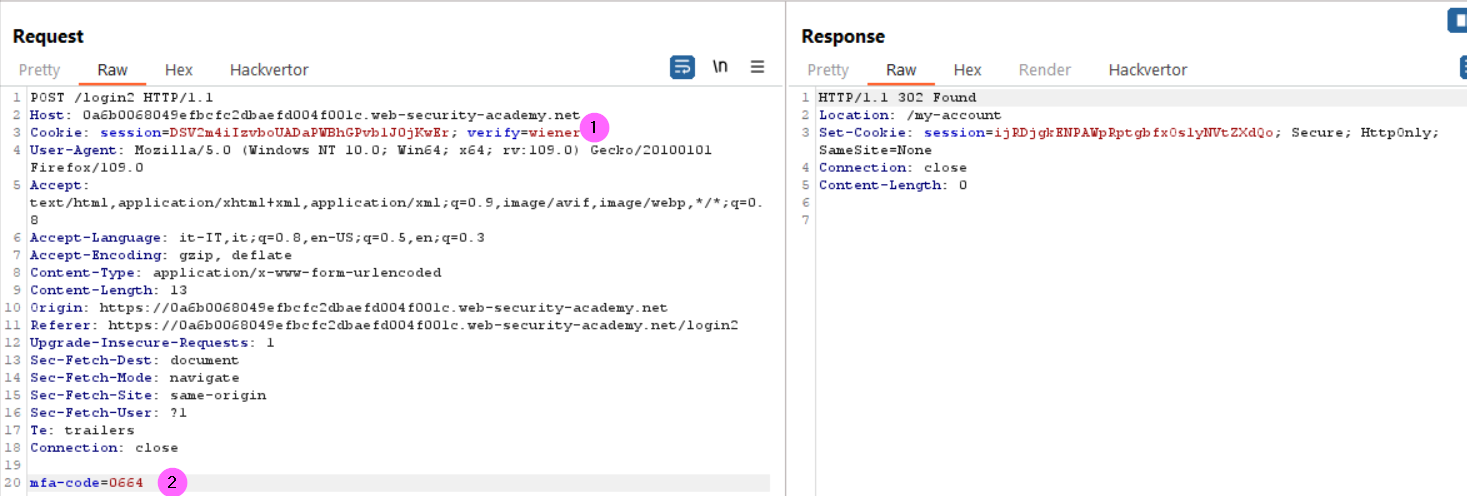 Request
Pretty Raw Hex Hackvertor \n
1 POST /login2 HTTP/1.1
2 Host: 0a6b0068049efbcfc2dbaefd004f001c.web-security-academy.net
3 Cookie: session=DSV2m4iIzvboUADaPWBhGPvblJOjKwEr; verify=wiener 1
4 User-Agent: Mozilla/5.0 (Windows NT 10.0; Win64; x64; rv:109.0) Gecko/20100101
Firefox/109.0
5 Accept:
text/html,application/xhtml+xml,application/xml;q=0.9,image/avif,image/webp,*/*;q=0.
8
6 Accept-Language: it-IT,it;q=0.8,en-US;q=0.5,en;q=0.3
7 Accept-Encoding: gzip, deflate
8 Content-Type: application/x-www-form-urlencoded
9 Content-Length: 13
10 Origin: https://0a6b0068049efbcfc2dbaefd004f001c.web-security-academy.net
11 Referer: https://0a6b0068049efbcfc2dbaefd004f001c.web-security-academy.net/login2
12 Upgrade-Insecure-Requests: 1
13 Sec-Fetch-Dest: document
14 Sec-Fetch-Mode: navigate
15 Sec-Fetch-Site: same-origin
16 Sec-Fetch-User: ?1
17 Te: trailers
18 Connection: close
19
20 mfa-code=0664 2
Response
Pretty Raw Hex Render Hackvertor
1 HTTP/1.1 302 Found
2 Location: /my-account
3 Set-Cookie: session=ijRDjgkENPAWpRptgbfxOslyNVtZXdQo; Secure; HttpOnly;
SameSite=None
4 Connection: close
5 Content-Length: 0
6
7